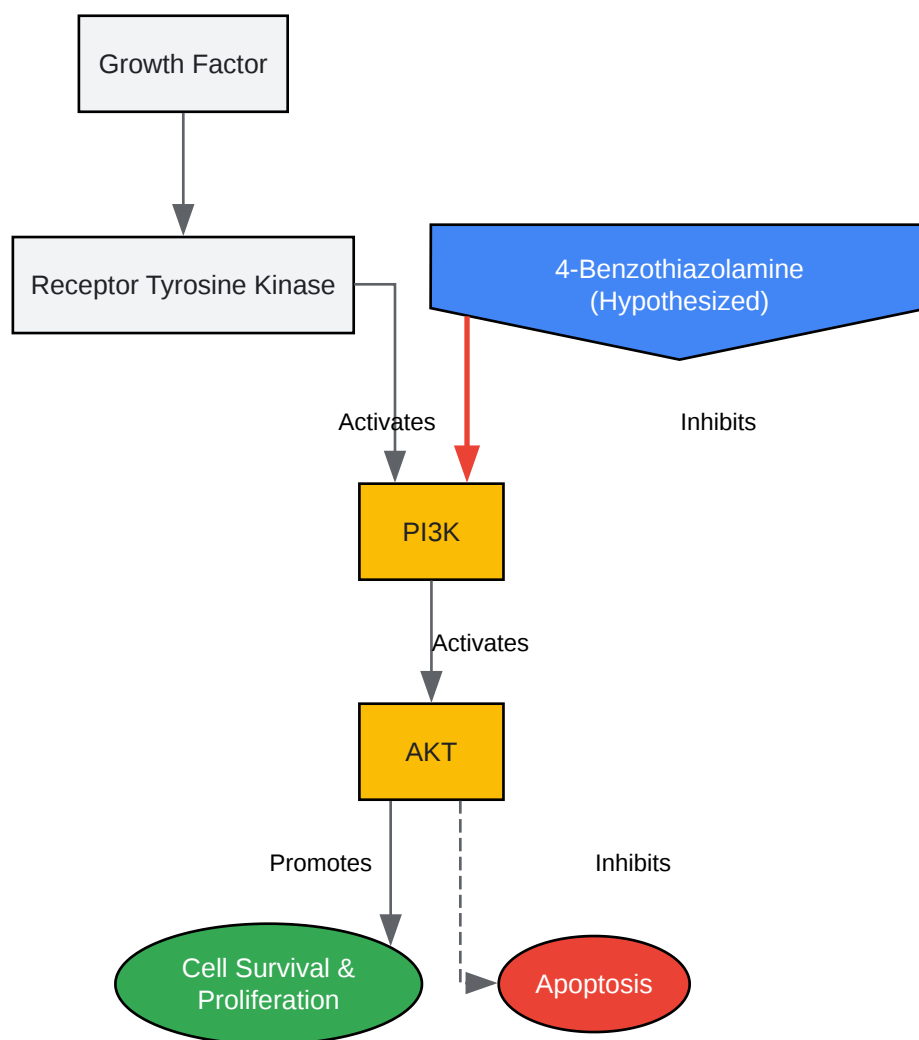 Growth Factor
Receptor Tyrosine Kinase
4-Benzothiazolamine
(Hypothesized)
Activates
Inhibits
PI3K
Activates
AKT
Promotes
Inhibits
Cell Survival &
Proliferation
Apoptosis